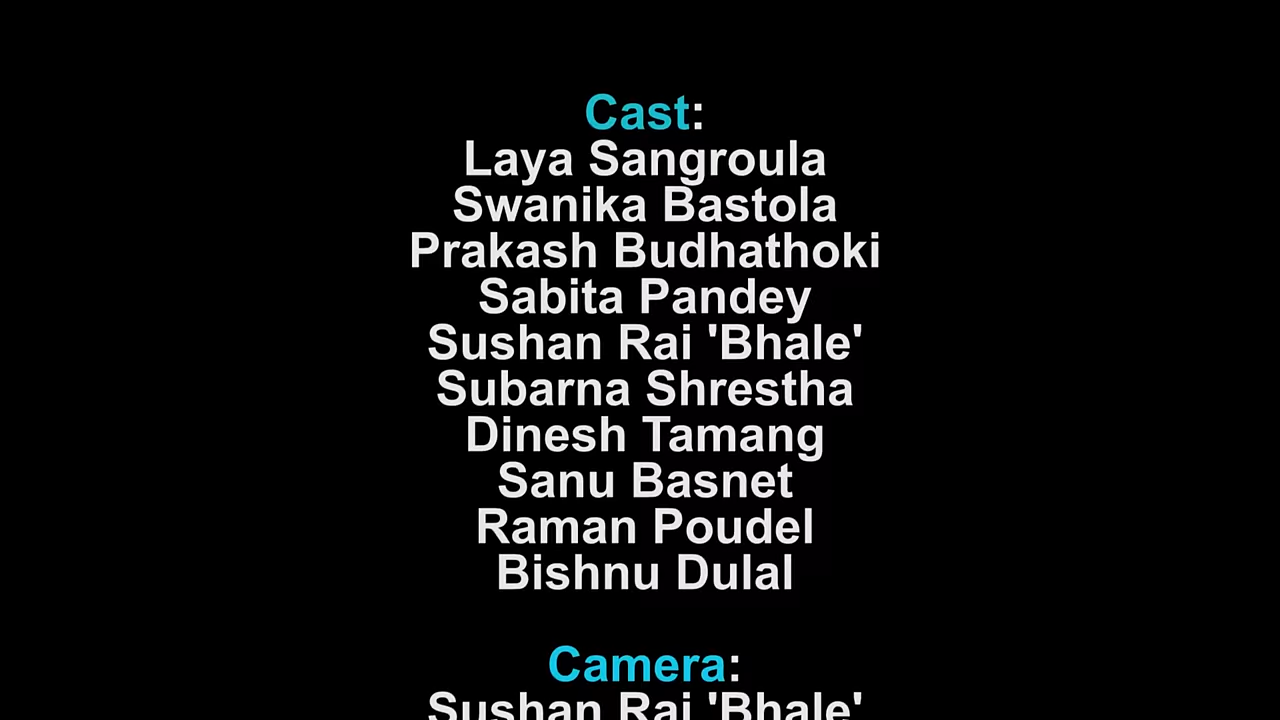 Cast:
Laya Sangroula
Swanika Bastola
Prakash Budhathoki
Sabita Pandey
Sushan Rai 'Bhale'
Subarna Shrestha
Dinesh Tamang
Sanu Basnet
Raman Poudel
Bishnu Dulal
Camera:
Sushan Rai 'Bhale'